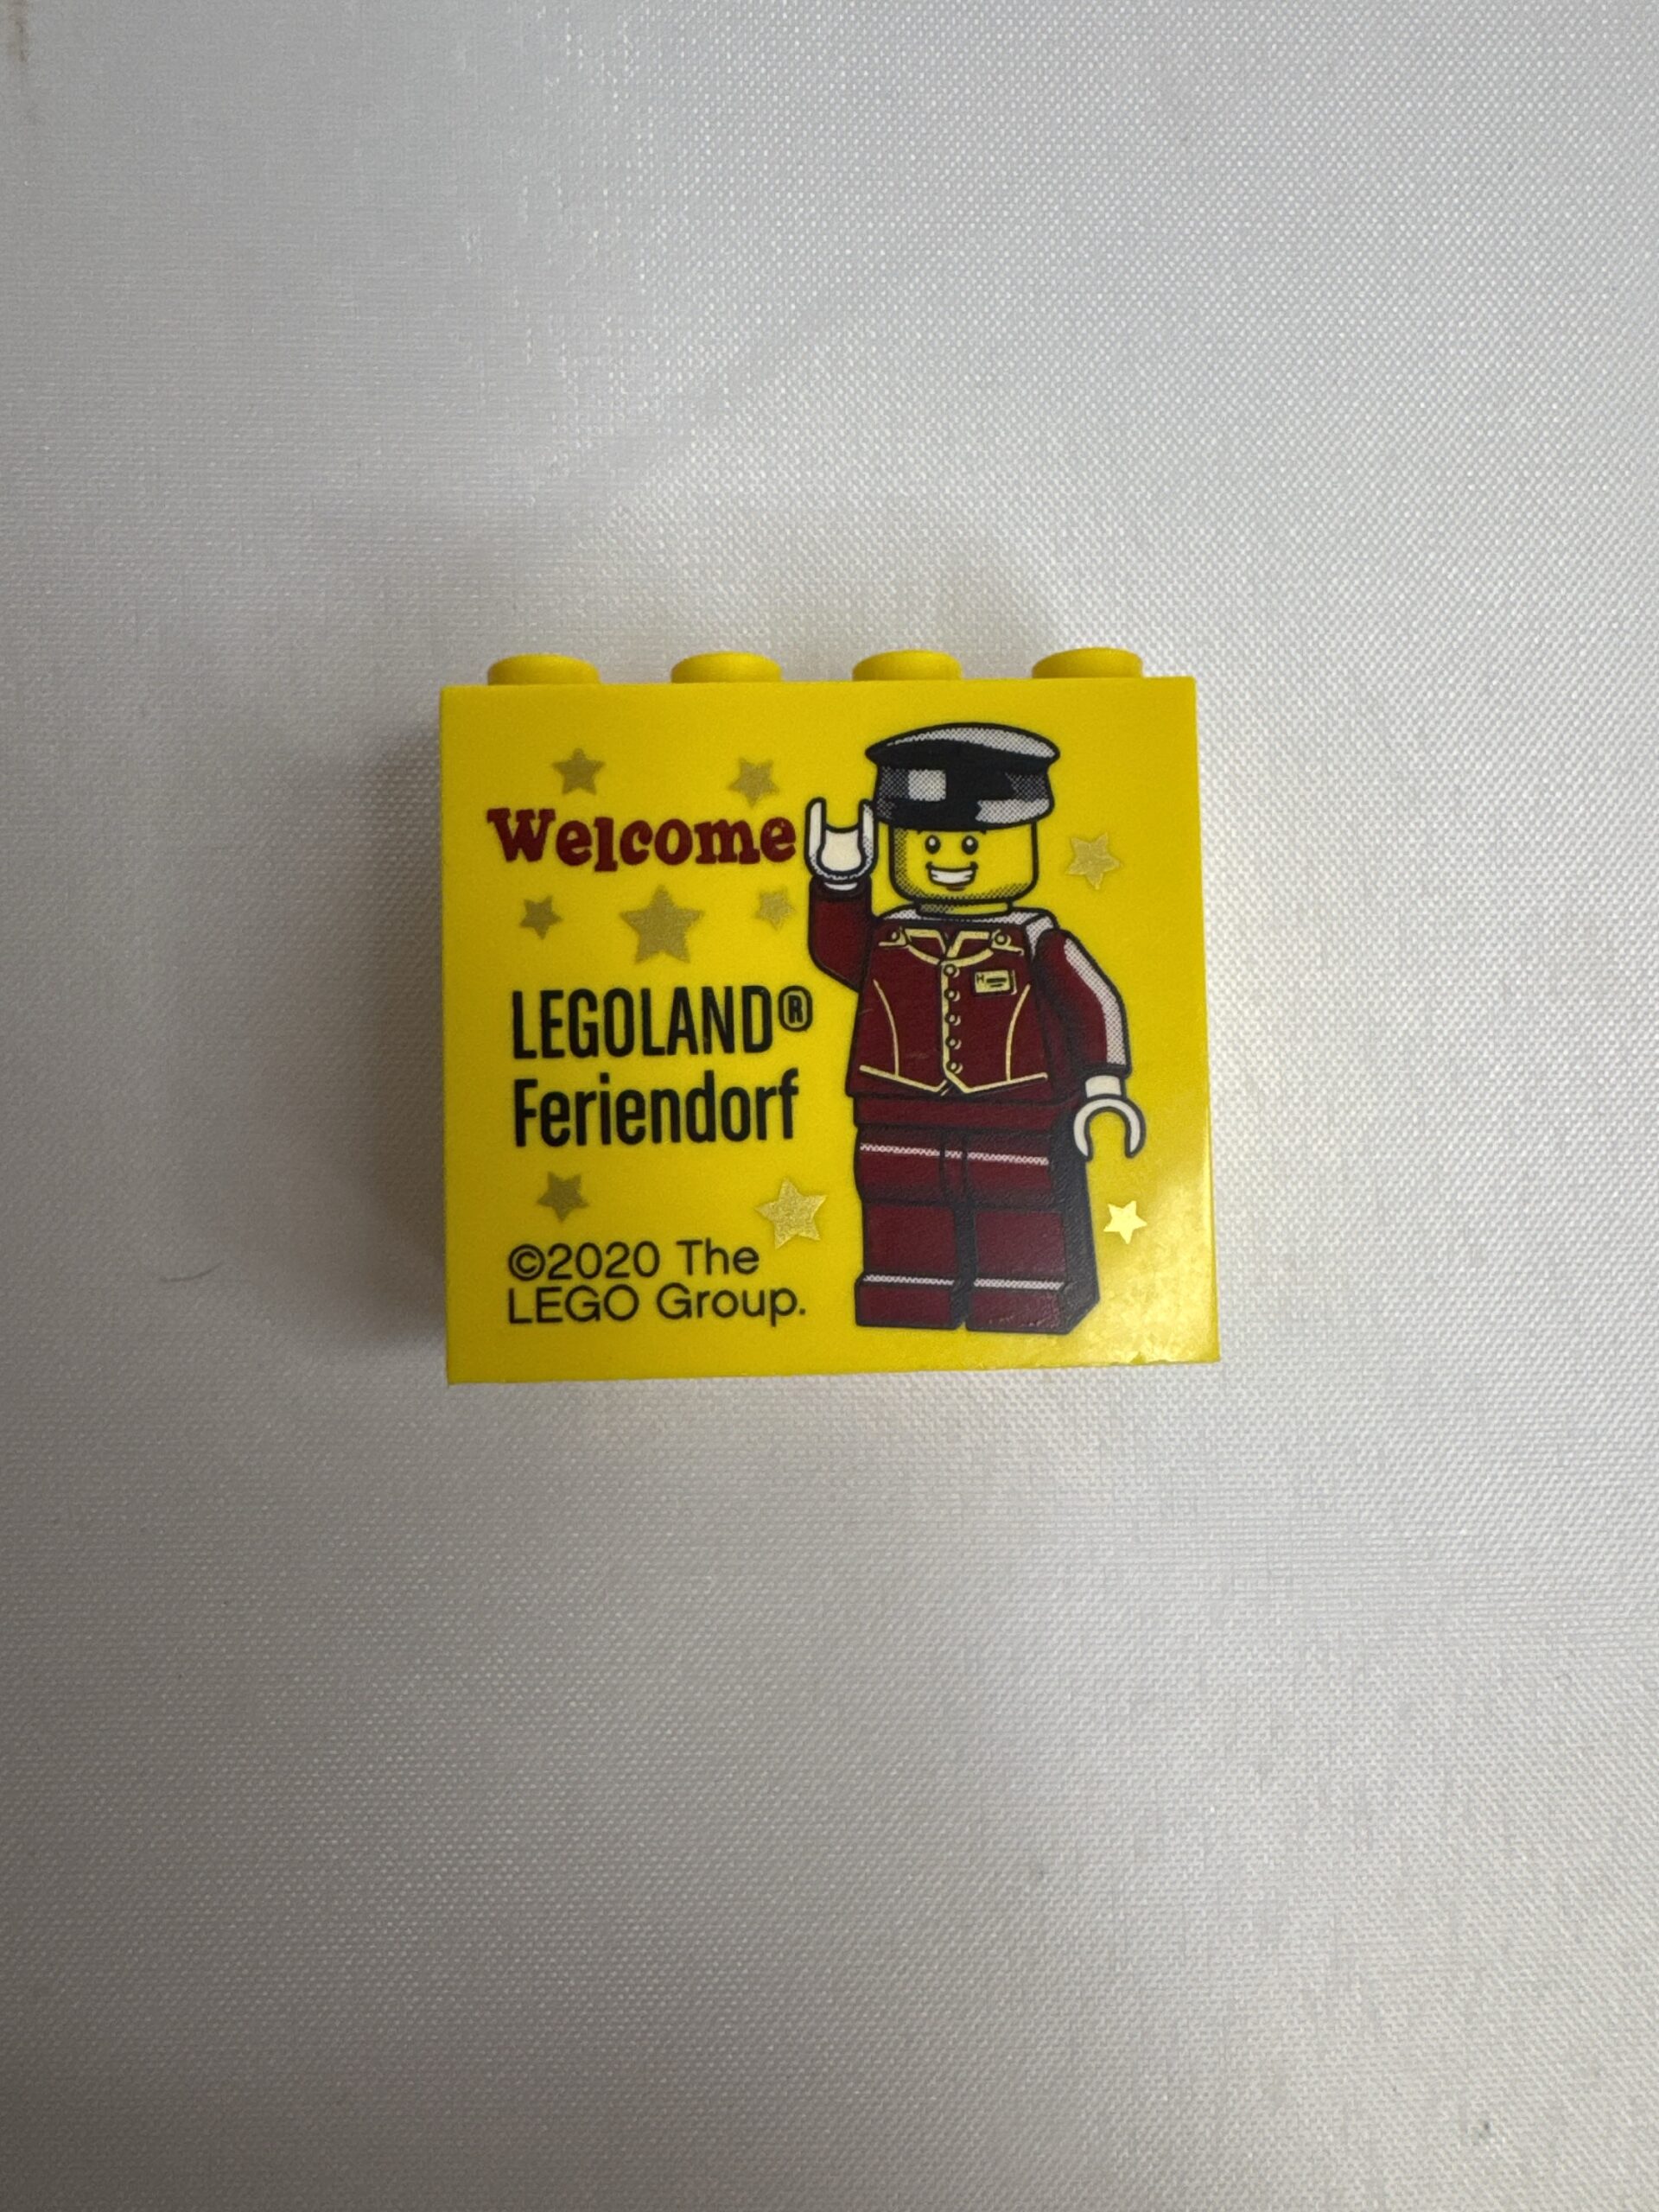 Welcome
LEGOLAND®
Feriendorf
©2020 The
LEGO Group.